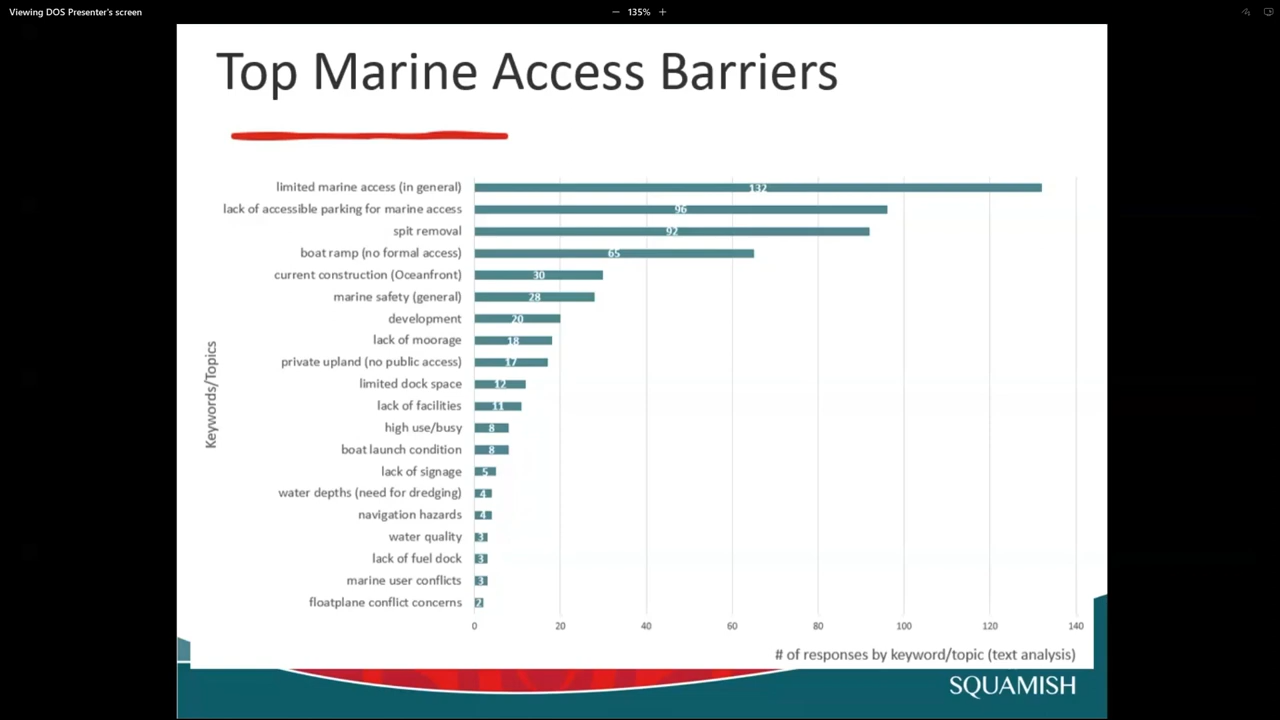 Viewing DOS Presenter's screen
− 135% +
Top Marine Access Barriers
Keywords/Topics
limited marine access (in general) 132
lack of accessible parking for marine access 96
spit removal 92
boat ramp (no formal access) 65
current construction (Oceanfront) 30
marine safety (general) 28
development 20
lack of moorage 18
private upland (no public access) 17
limited dock space 12
lack of facilities 11
high use/busy 8
boat launch condition 8
lack of signage 5
water depths (need for dredging) 4
navigation hazards 4
water quality 3
lack of fuel dock 3
marine user conflicts 3
floatplane conflict concerns 2
0 20 40 60 80 100 120 140
# of responses by keyword/topic (text analysis)
SQUAMISH